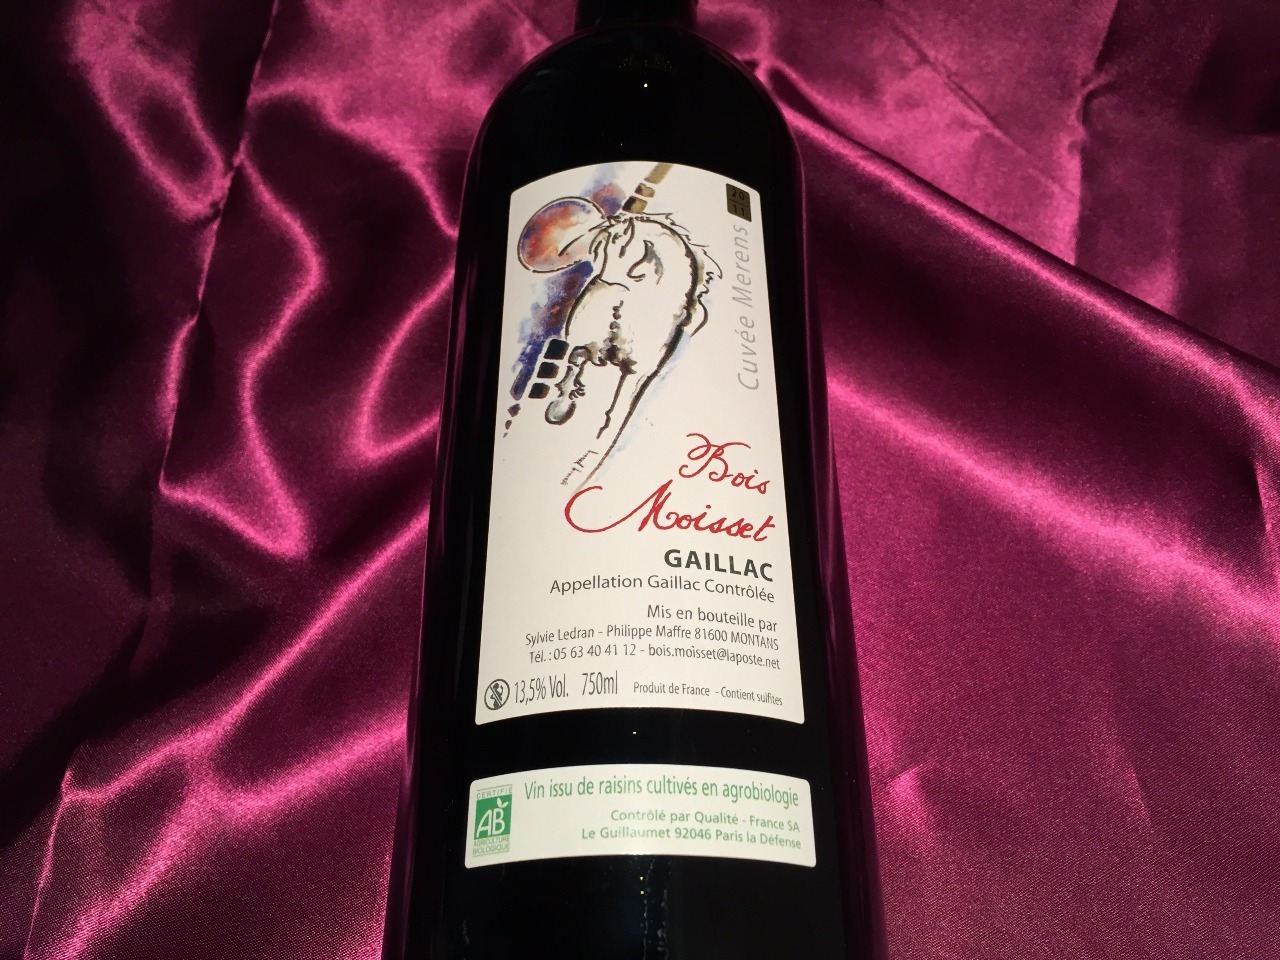 20
11
Cuvée Merens
Bois
Moisset
GAILLAC
Appellation Gaillac Contrôlée
Mis en bouteille par
Sylvie Ledran - Philippe Maffre 81600 MONTANS
Tél. : 05 63 40 41 12 - bois.moisset@laposte.net
13,5% Vol. 750ml Produit de France - Contient sulfites
Vin issu de raisins cultivés en agrobiologie
CERTIFIÉ
AB
AGRICULTURE
BIOLOGIQUE
Contrôlé par Qualité - France SA
Le Guillaumet 92046 Paris la Défense